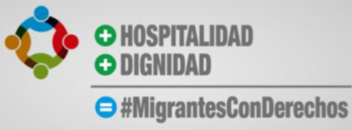 + HOSPITALIDAD
+ DIGNIDAD
= #MigrantesConDerechos